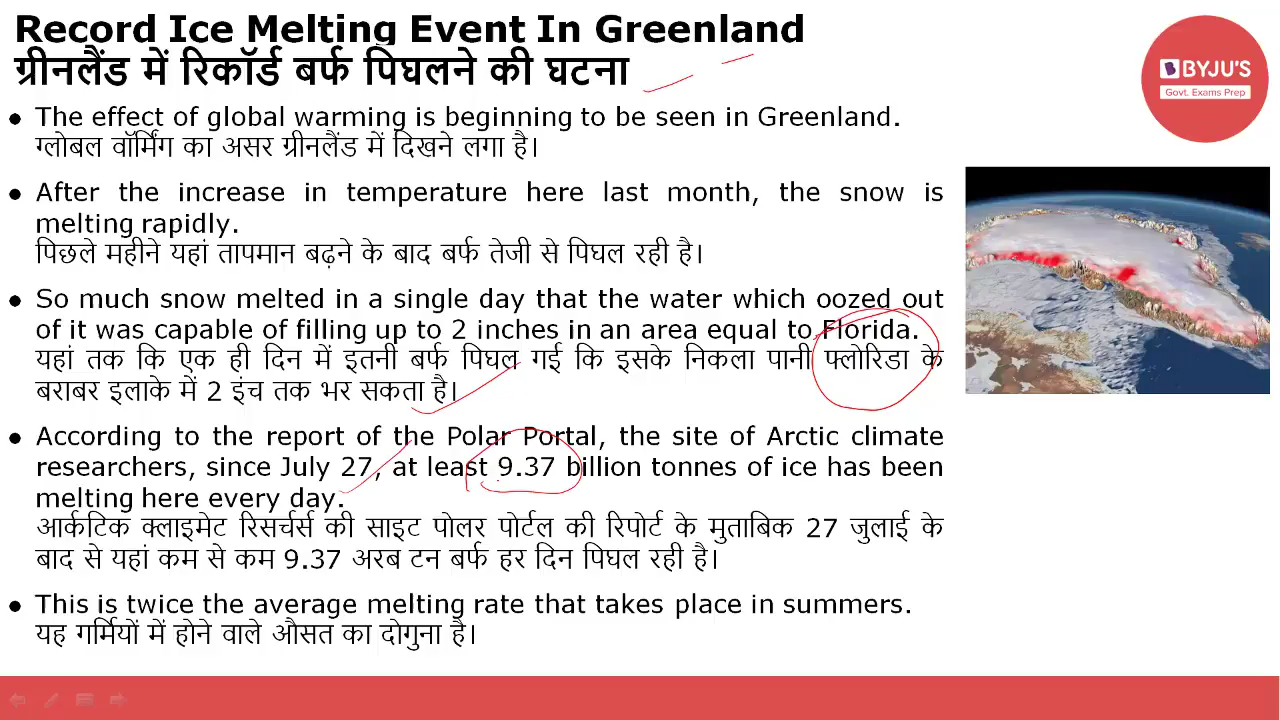 Record Ice Melting Event In Greenland
ग्रीनलैंड में रिकॉर्ड बर्फ पिघलने की घटना
BYJU'S
Govt. Exams Prep
● The effect of global warming is beginning to be seen in Greenland.
ग्लोबल वॉर्मिंग का असर ग्रीनलैंड में दिखने लगा है।
● After the increase in temperature here last month, the snow is
melting rapidly.
पिछले महीने यहां तापमान बढ़ने के बाद बर्फ तेजी से पिघल रही है।
● So much snow melted in a single day that the water which oozed out
of it was capable of filling up to 2 inches in an area equal to Florida.
यहां तक कि एक ही दिन में इतनी बर्फ पिघल गई कि इसके निकला पानी फ्लोरिडा के
बराबर इलाके में 2 इंच तक भर सकता है।
● According to the report of the Polar Portal, the site of Arctic climate
researchers, since July 27, at least 9.37 billion tonnes of ice has been
melting here every day.
आर्कटिक क्लाइमेट रिसर्चर्स की साइट पोलर पोर्टल की रिपोर्ट के मुताबिक 27 जुलाई के
बाद से यहां कम से कम 9.37 अरब टन बर्फ हर दिन पिघल रही है।
● This is twice the average melting rate that takes place in summers.
यह गर्मियों में होने वाले औसत का दोगुना है।